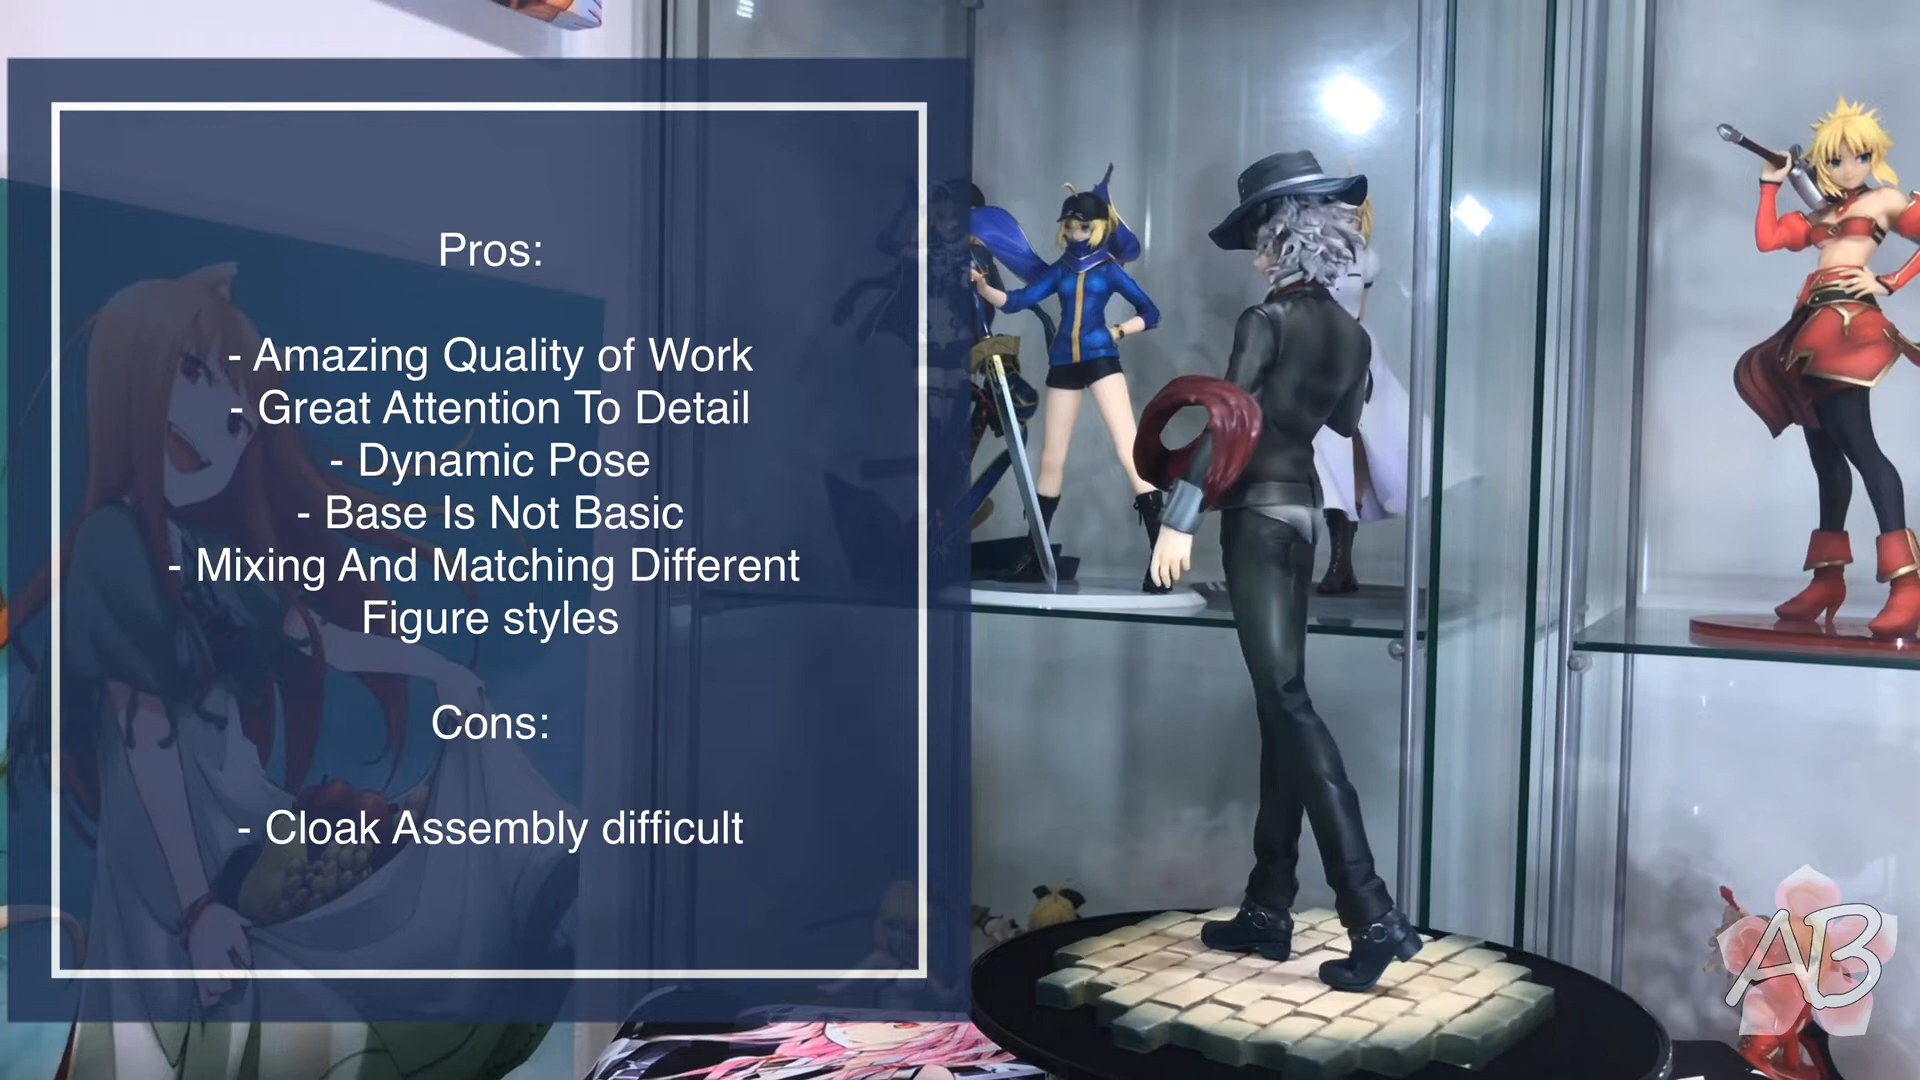 Pros:
- Amazing Quality of Work
- Great Attention To Detail
- Dynamic Pose
- Base Is Not Basic
- Mixing And Matching Different
Figure styles
Cons:
- Cloak Assembly difficult
AB